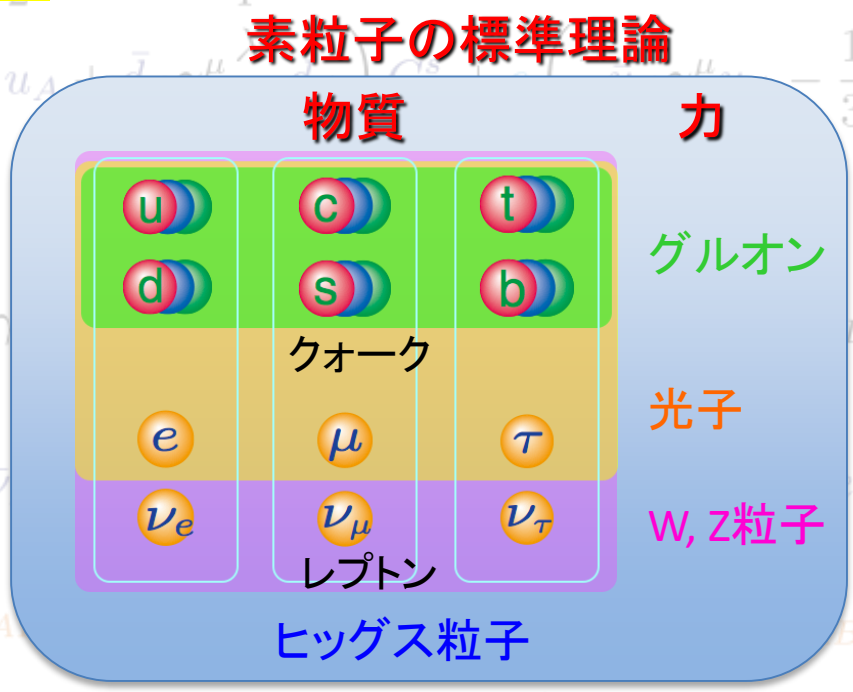 素粒子の標準理論
物質 力
u c t
グルオン
d s b
クォーク
e μ τ
光子
νe νμ ντ
W, Z粒子
レプトン
ヒッグス粒子